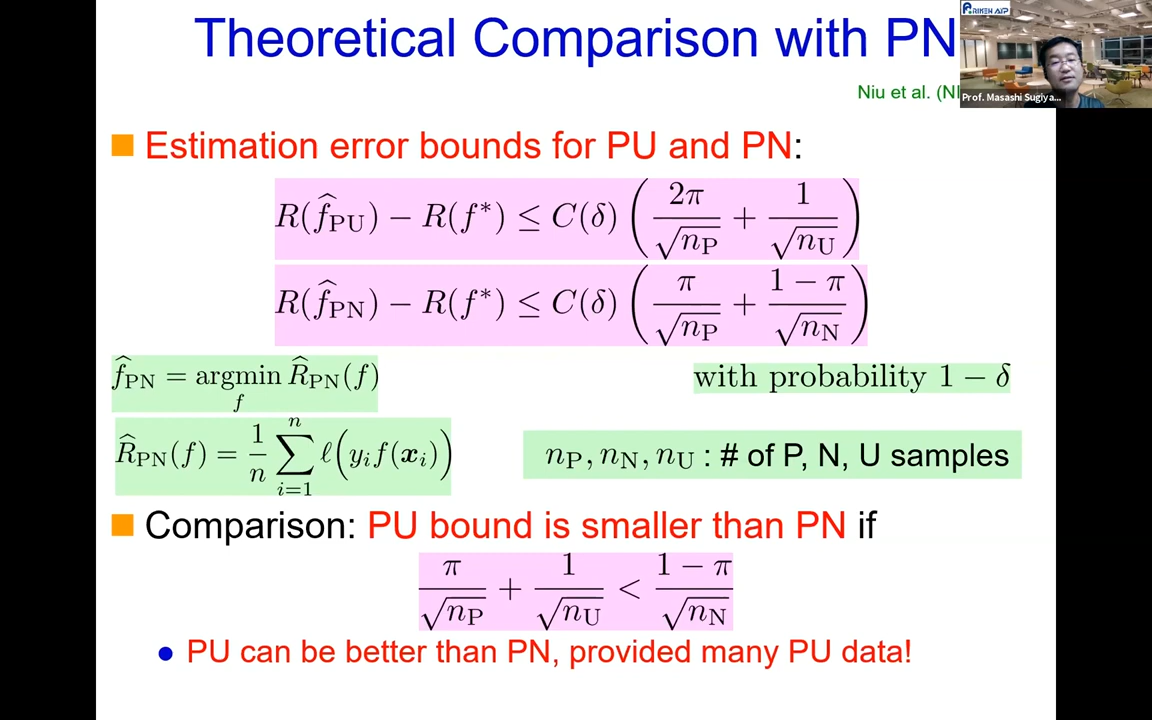 Theoretical Comparison with PN
RIKEN AIP
Prof. Masashi Sugiya...
Niu et al.
■ Estimation error bounds for PU and PN:
R(f̂_PU) − R(f*) ≤ C(δ) (2π/√n_P + 1/√n_U)
R(f̂_PN) − R(f*) ≤ C(δ) (π/√n_P + (1 − π)/√n_N)
f̂_PN = argmin_f R̂_PN(f)
with probability 1 − δ
R̂_PN(f) = 1/n ∑_{i=1}^{n} ℓ(y_i f(x_i))
n_P, n_N, n_U : # of P, N, U samples
■ Comparison: PU bound is smaller than PN if
π/√n_P + 1/√n_U < (1 − π)/√n_N
● PU can be better than PN, provided many PU data!